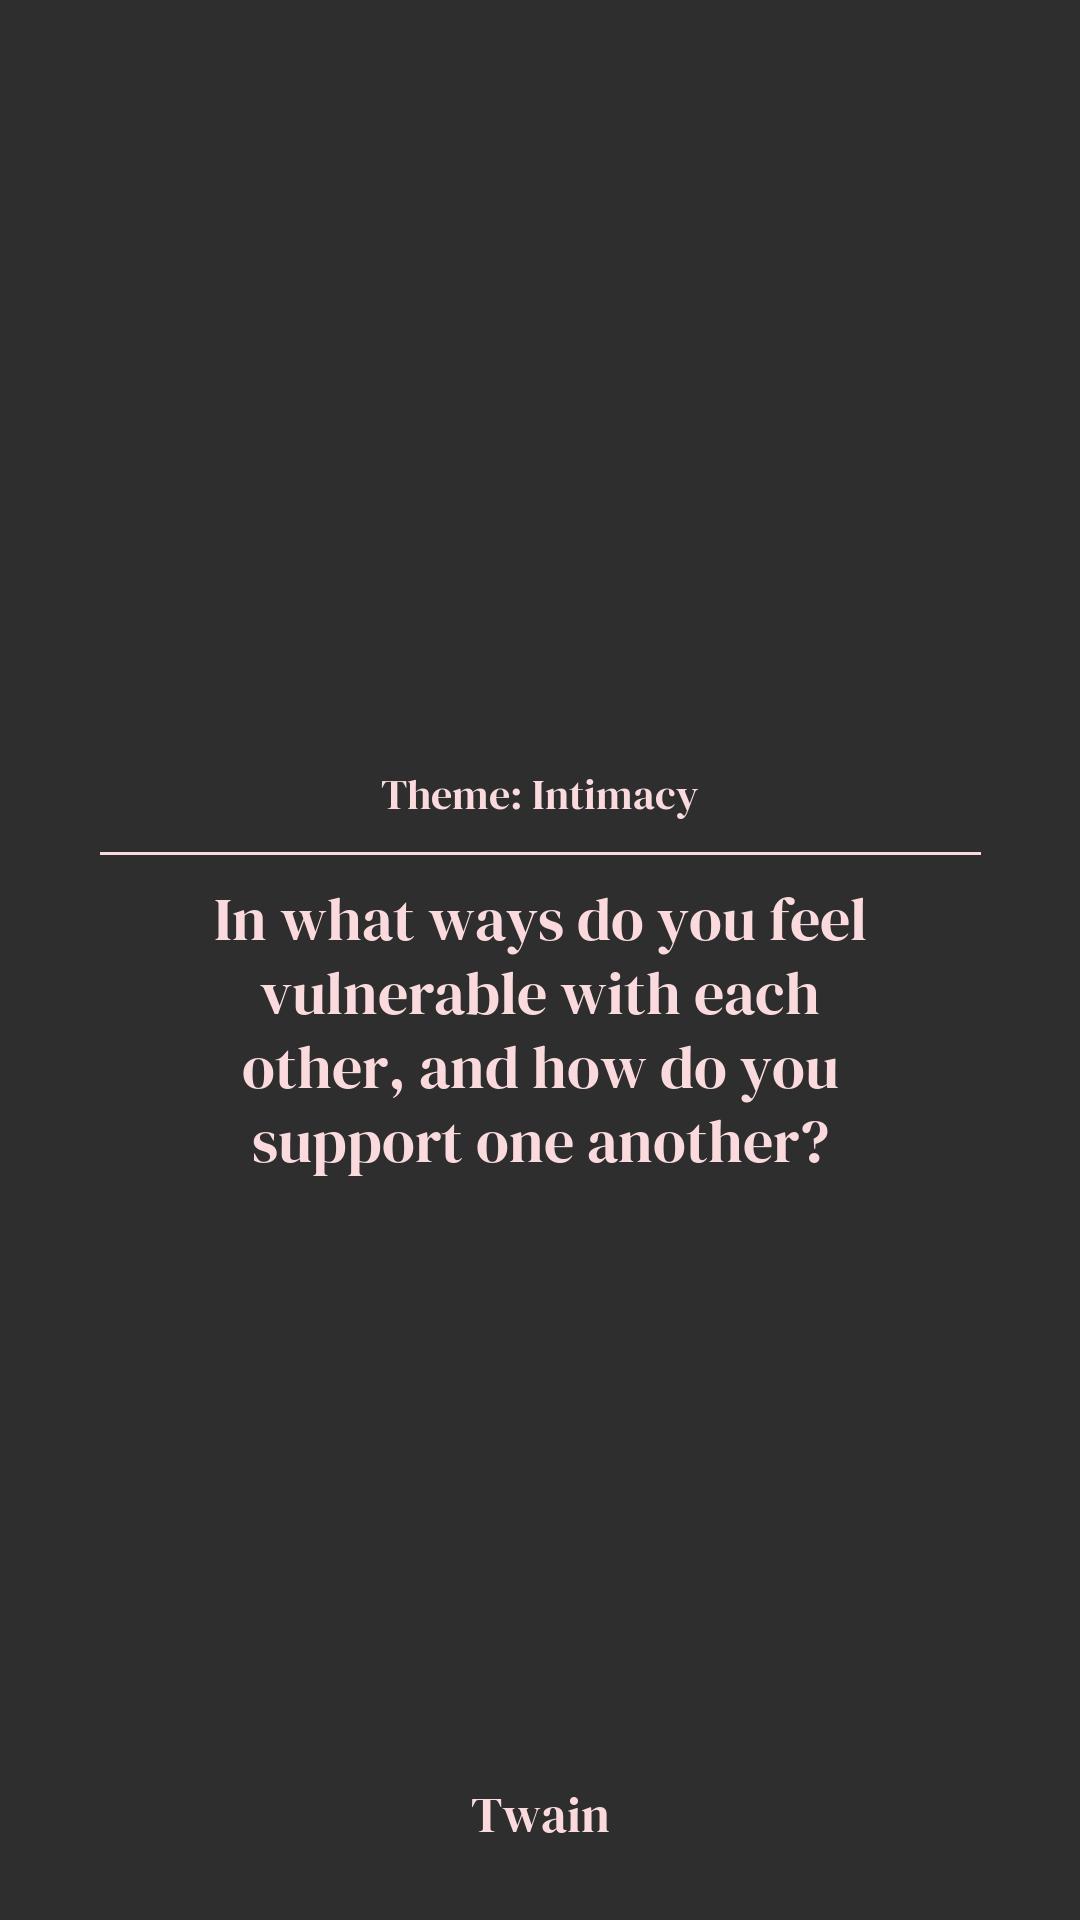 Theme: Intimacy
In what ways do you feel
vulnerable with each
other, and how do you
support one another?
Twain